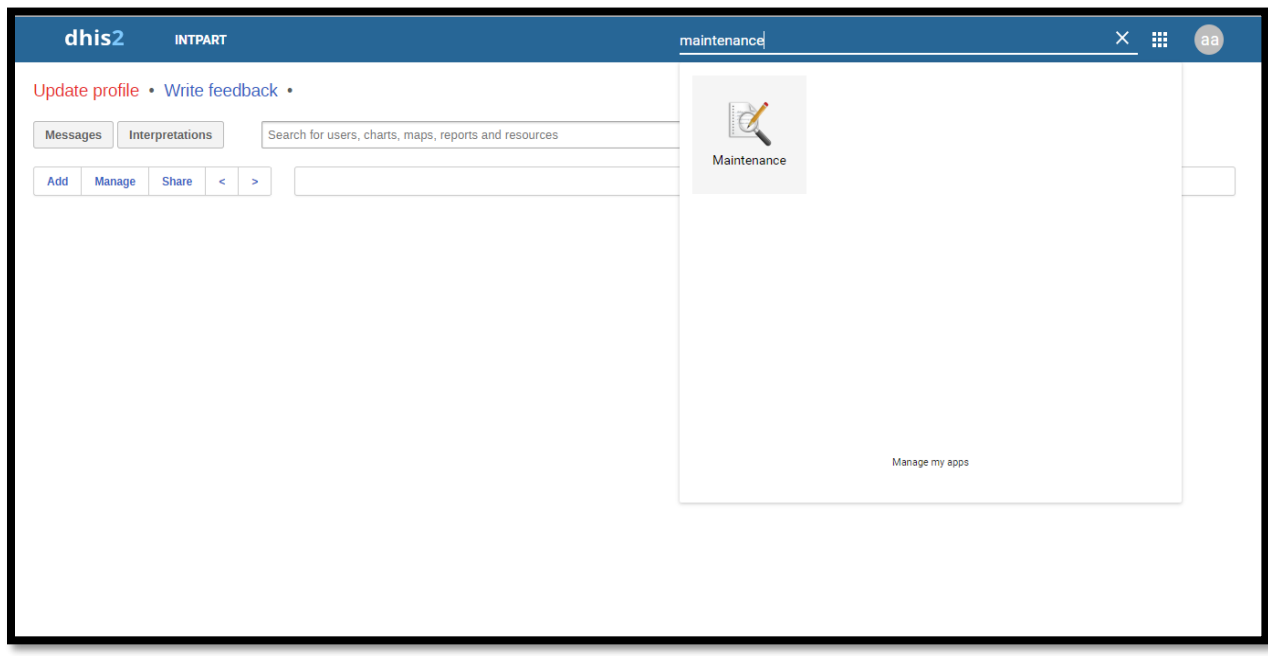 dhis2 INTPART maintenance aa
Update profile • Write feedback •
Messages Interpretations Search for users, charts, maps, reports and resources
Maintenance
Add Manage Share < >
Manage my apps